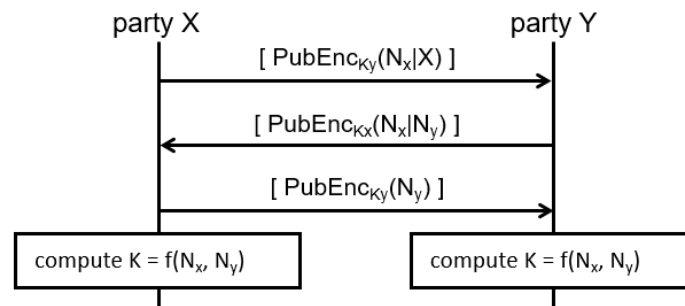 party X
party Y
[ PubEncKy(Nx|X) ]
[ PubEncKx(Nx|Ny) ]
[ PubEncKy(Ny) ]
compute K = f(Nx, Ny)
compute K = f(Nx, Ny)